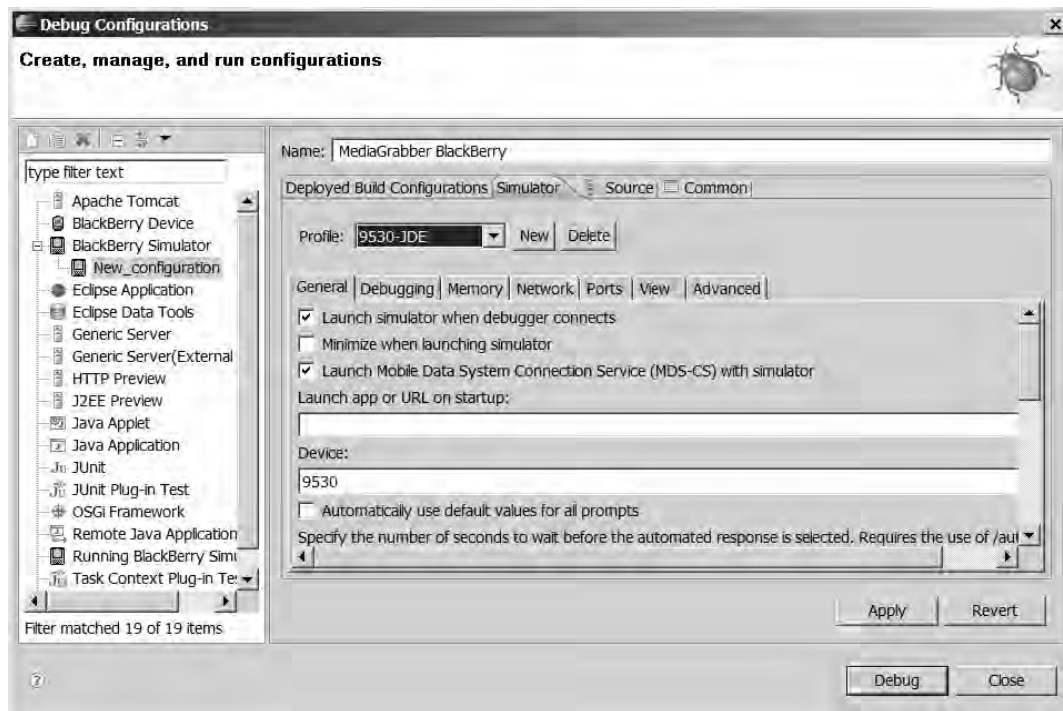 Debug Configurations
Create, manage, and run configurations
type filter text
Apache Tomcat
BlackBerry Device
BlackBerry Simulator
New_configuration
Eclipse Application
Eclipse Data Tools
Generic Server
Generic Server(External
HTTP Preview
J2EE Preview
Java Applet
Java Application
JUnit
JUnit Plug-in Test
OSGi Framework
Remote Java Application
Running BlackBerry Simu
Task Context Plug-in Te
Filter matched 19 of 19 items
Name: MediaGrabber BlackBerry
Deployed Build Configurations Simulator Source Common
Profile: 9530-JDE New Delete
General Debugging Memory Network Ports View Advanced
Launch simulator when debugger connects
Minimize when launching simulator
Launch Mobile Data System Connection Service (MDS-CS) with simulator
Launch app or URL on startup:
Device:
9530
Automatically use default values for all prompts
Specify the number of seconds to wait before the automated response is selected. Requires the use of /aut
Apply Revert
Debug Close